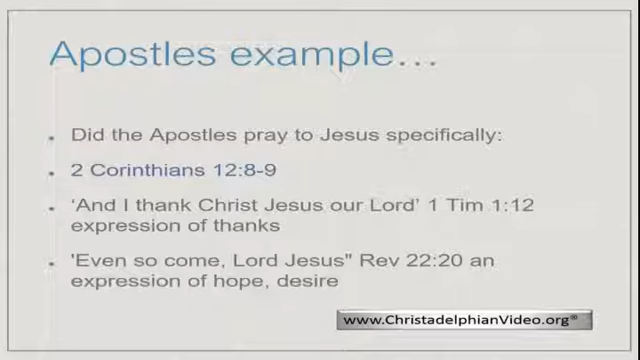 Apostles example...
• Did the Apostles pray to Jesus specifically:
• 2 Corinthians 12:8-9
• 'And I thank Christ Jesus our Lord' 1 Tim 1:12
expression of thanks
• 'Even so come, Lord Jesus" Rev 22:20 an
expression of hope, desire
www.ChristadelphianVideo.org®